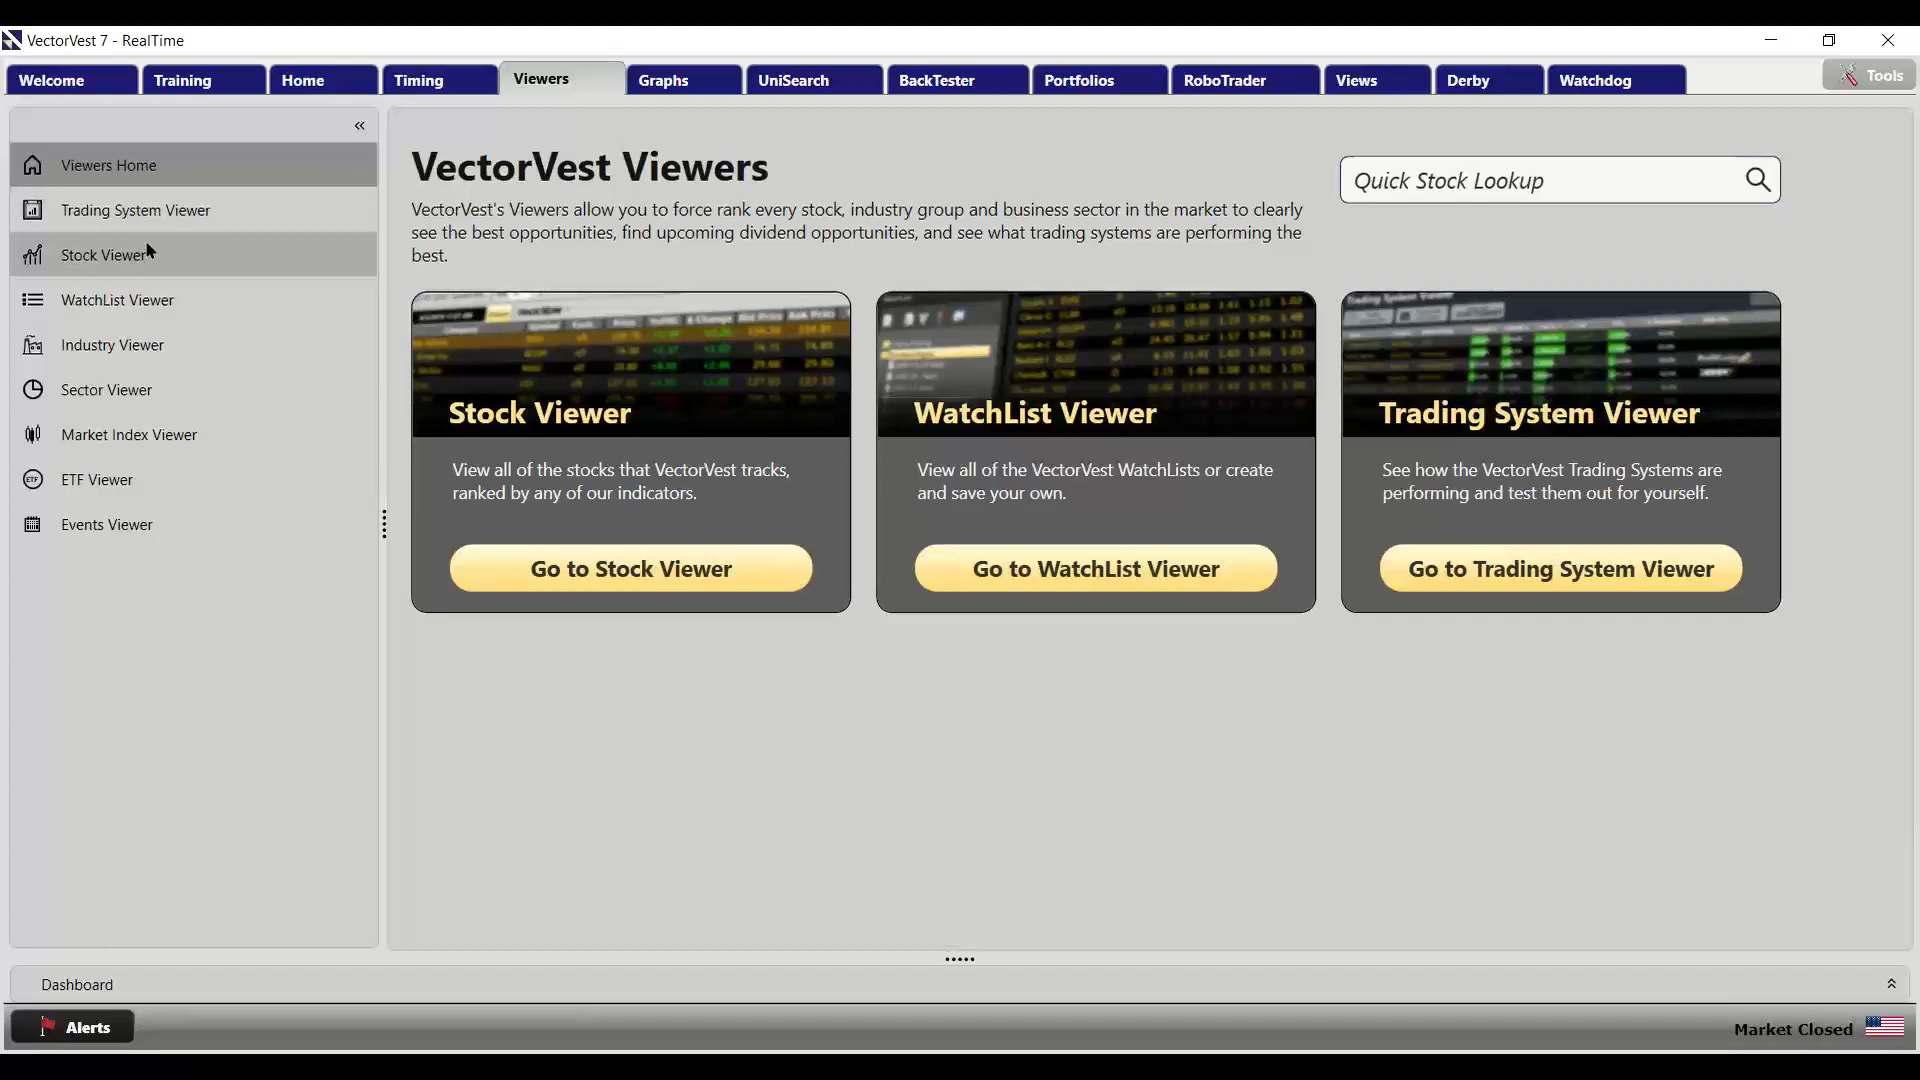 VectorVest 7 - RealTime
Welcome
Training
Home
Timing
Viewers
Graphs
UniSearch
BackTester
Portfolios
RoboTrader
Views
Derby
Watchdog
Tools
Viewers Home
Trading System Viewer
Stock Viewer
WatchList Viewer
Industry Viewer
Sector Viewer
Market Index Viewer
ETF
ETF Viewer
Events Viewer
VectorVest Viewers
Quick Stock Lookup
VectorVest's Viewers allow you to force rank every stock, industry group and business sector in the market to clearly
see the best opportunities, find upcoming dividend opportunities, and see what trading systems are performing the
best.
Stock Viewer
View all of the stocks that VectorVest tracks,
ranked by any of our indicators.
Go to Stock Viewer
WatchList Viewer
View all of the VectorVest WatchLists or create
and save your own.
Go to WatchList Viewer
Trading System Viewer
Trading System Viewer
See how the VectorVest Trading Systems are
performing and test them out for yourself.
Go to Trading System Viewer
Dashboard
Alerts
Market Closed